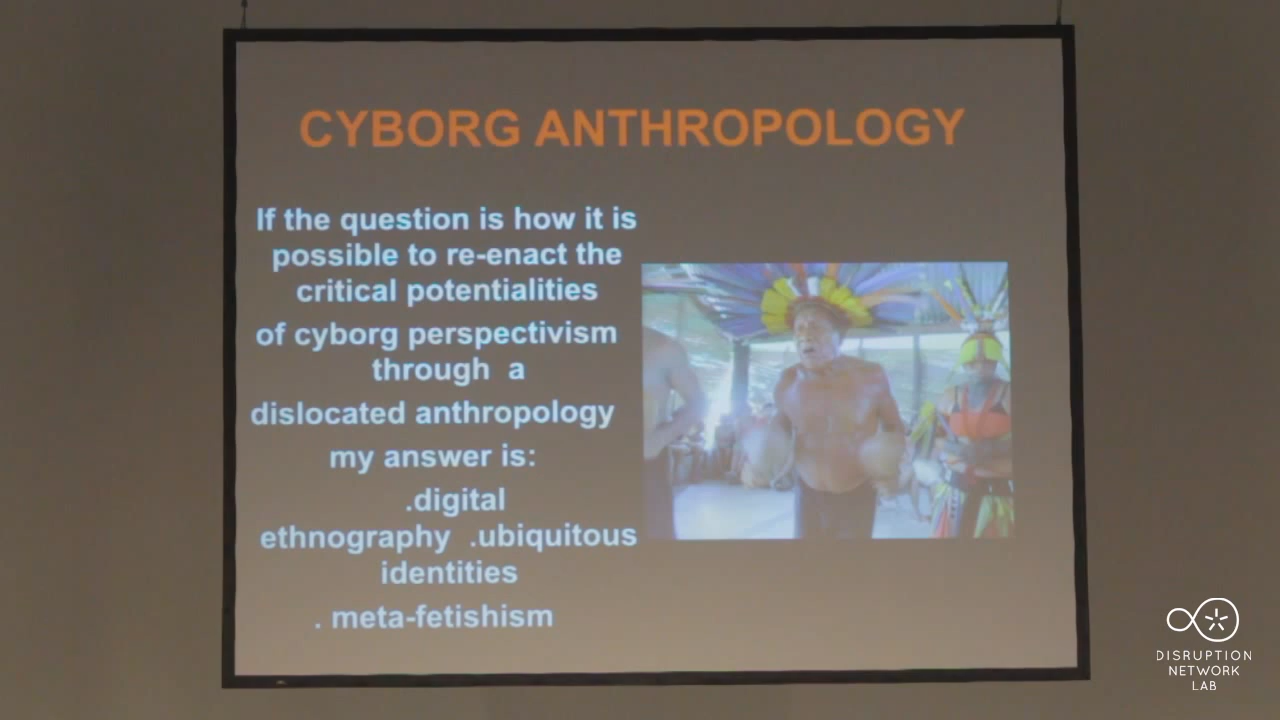 CYBORG ANTHROPOLOGY
If the question is how it is
possible to re-enact the
critical potentialities
of cyborg perspectivism
through a
dislocated anthropology
my answer is:
.digital
ethnography .ubiquitous
identities
. meta-fetishism
DISRUPTION
NETWORK
LAB